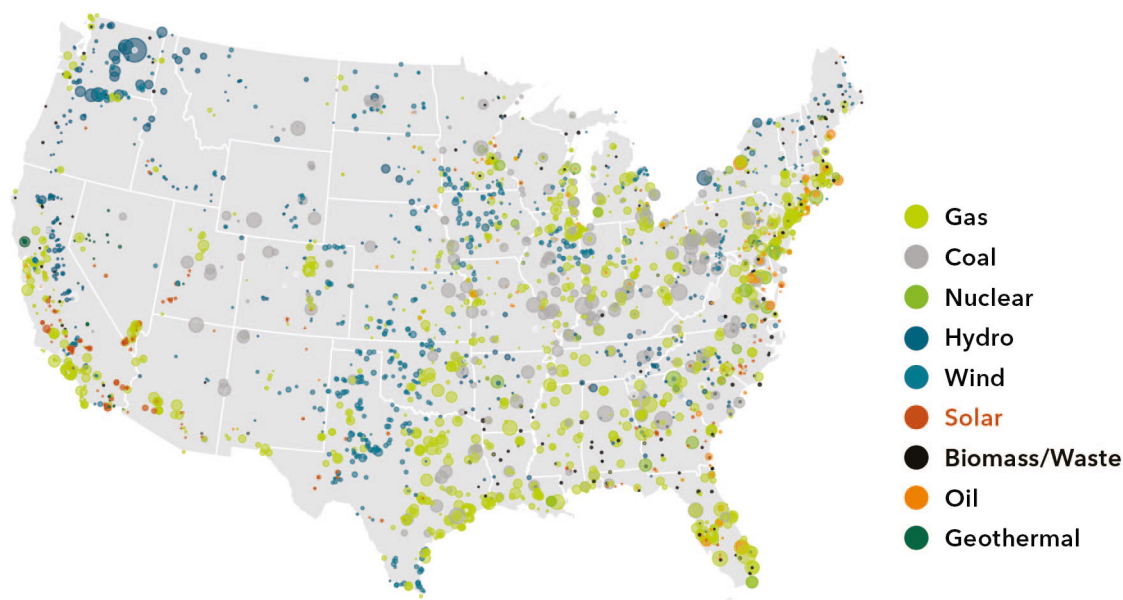 Gas
Coal
Nuclear
Hydro
Wind
Solar
Biomass/Waste
Oil
Geothermal